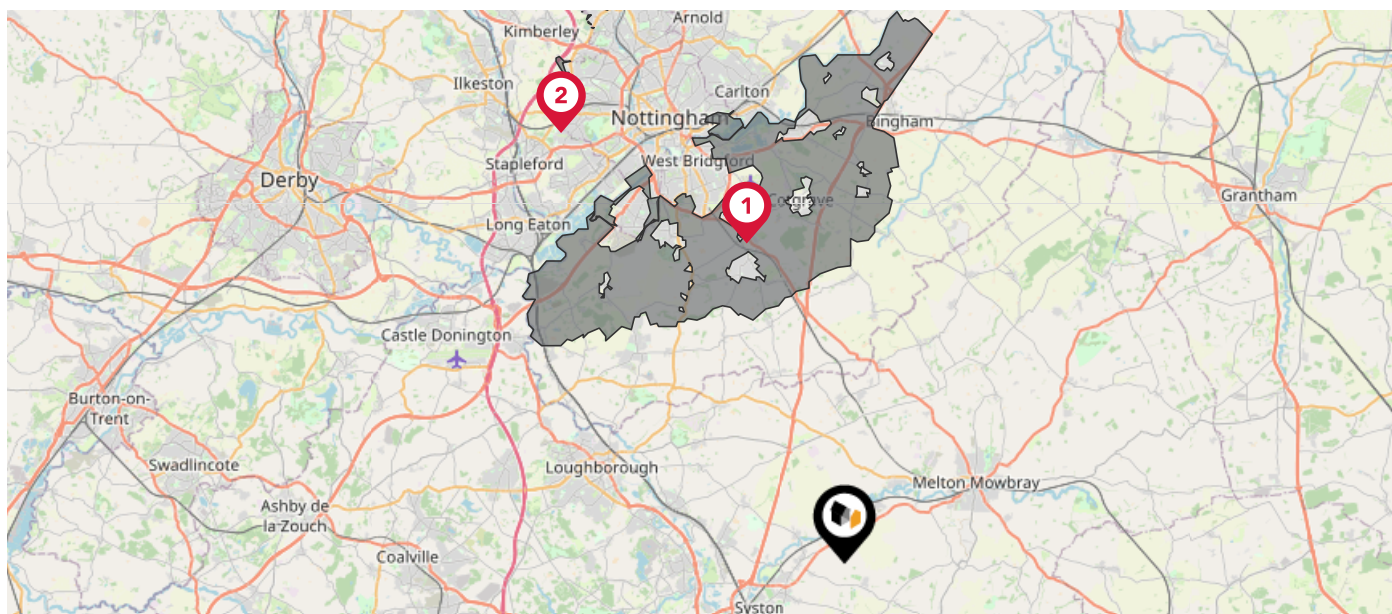 Arnold
Kimberley
Ilkeston
2
Carlton
Nottingham
Bingham
Stapleford
West Bridgford
Derby
Grantham
1
Cotgrave
Long Eaton
Castle Donington
Burton-on-
Trent
Swadlincote
Loughborough
Melton Mowbray
Ashby de
la Zouch
Coalville
Syston